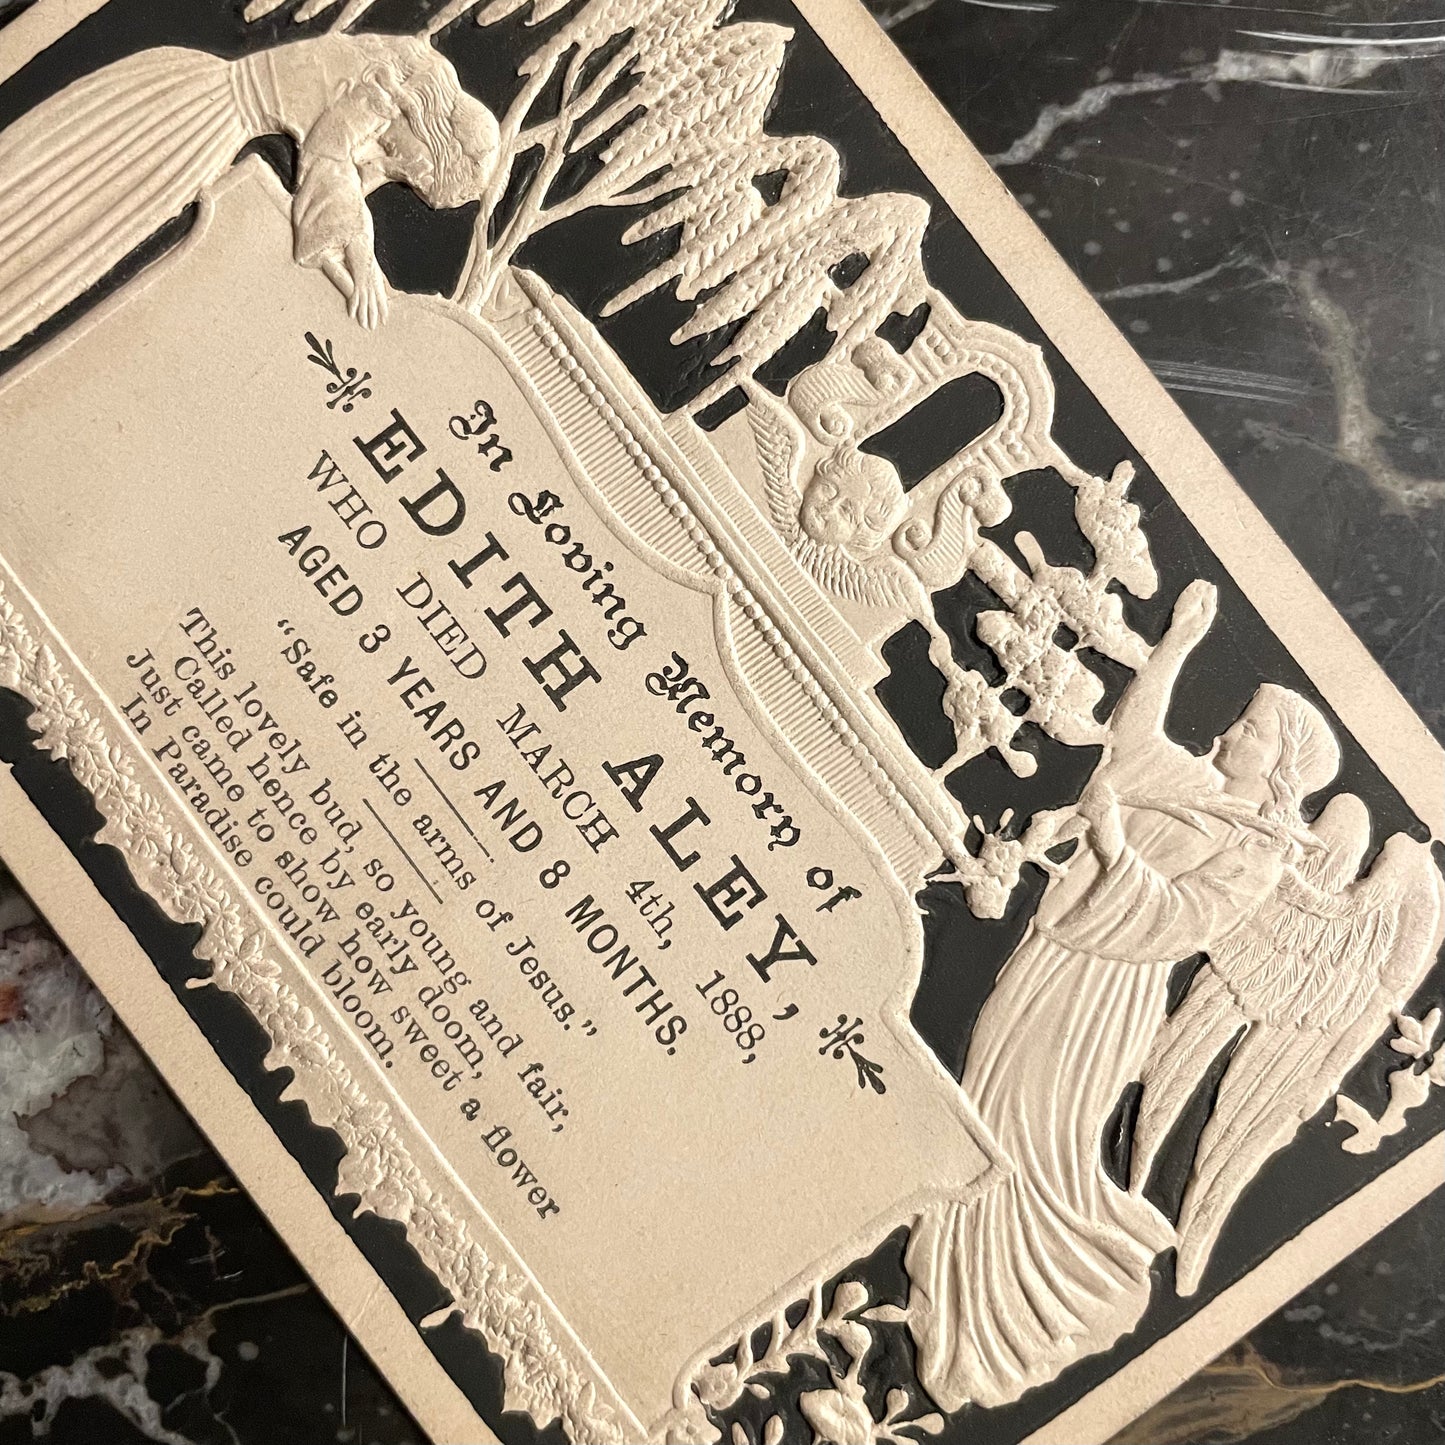 In Loving Memory of
EDITH ALEY,
WHO DIED MARCH 4th, 1888,
AGED 3 YEARS AND 8 MONTHS.
“Safe in the arms of Jesus.”
This lovely bud, so young and fair,
Called hence by early doom,
Just came to show how sweet a flower
In Paradise could bloom.